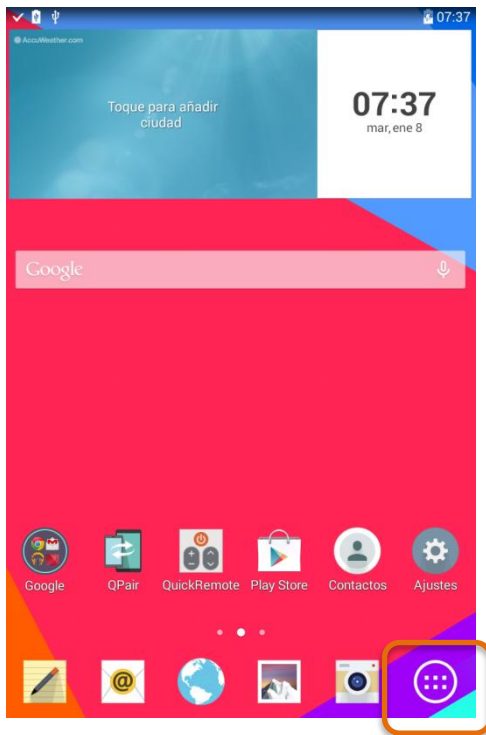 07:37
AccuWeather.com
Toque para añadir
ciudad
07:37
mar, ene 8
Google
Google
QPair
QuickRemote
Play Store
Contactos
Ajustes
@